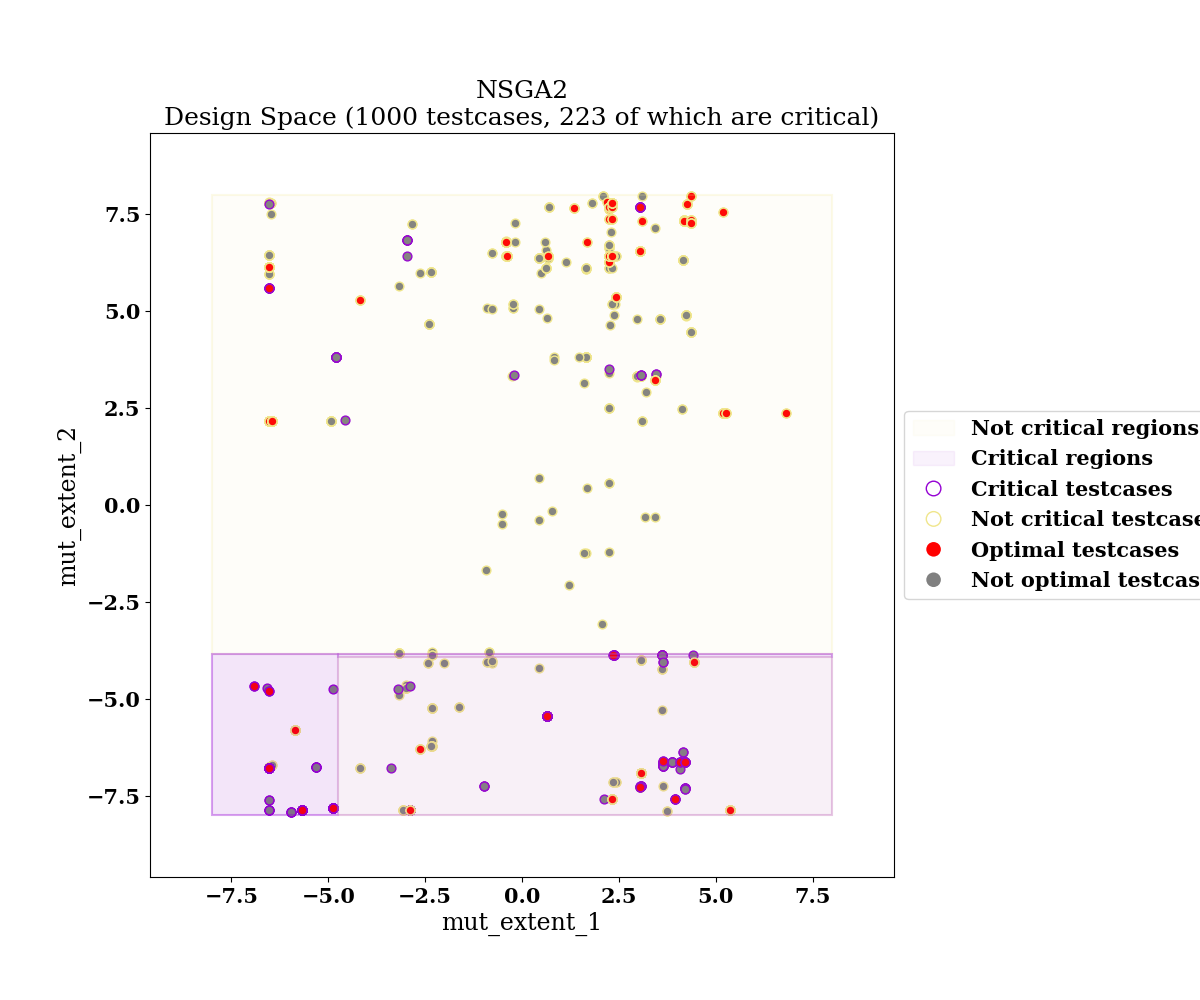 NSGA2
Design Space (1000 testcases, 223 of which are critical)
7.5
5.0
2.5
0.0
−2.5
−5.0
−7.5
mut_extent_2
−7.5
−5.0
−2.5
0.0
2.5
5.0
7.5
mut_extent_1
Not critical regions
Critical regions
Critical testcases
Not critical testcase
Optimal testcases
Not optimal testcas